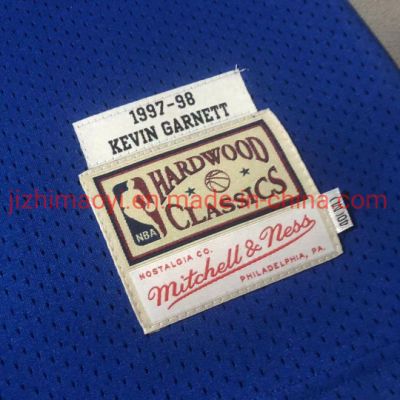 1997-98
KEVIN GARNETT
HARDWOOD
NBA
CLASSICS
NOSTALGIA CO.
Mitchell & Ness
PHILADELPHIA, PA.
jizhimaoyi.en.made-in-china.com